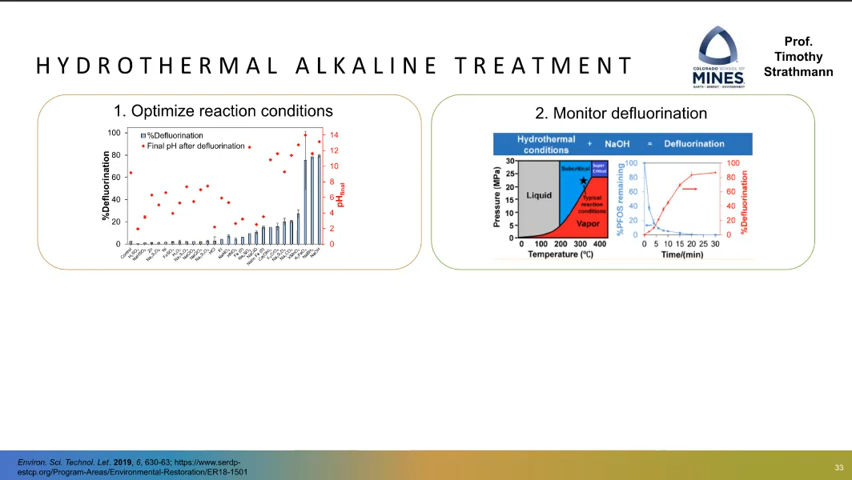 HYDROTHERMAL ALKALINE TREATMENT
COLORADO SCHOOL OF
MINES
EARTH • ENERGY • ENVIRONMENT
Prof.
Timothy
Strathmann
1. Optimize reaction conditions
%Defluorination
Final pH after defluorination
%Defluorination
100
80
60
40
20
0
14
12
10
8
6
4
2
0
pHfinal
Control
2. Monitor defluorination
Hydrothermal conditions + NaOH = Defluorination
Pressure (MPa)
30
25
20
15
10
5
0
Liquid
Subcritical
Super
Critical
Typical
reaction
conditions
Vapor
0 100 200 300 400
Temperature (℃)
%PFOS remaining
100
80
60
40
20
0
100
80
60
40
20
0
%Defluorination
0 5 10 15 20 25 30
Time/(min)
Environ. Sci. Technol. Let. 2019, 6, 630-63; https://www.serdp-
estcp.org/Program-Areas/Environmental-Restoration/ER18-1501
33